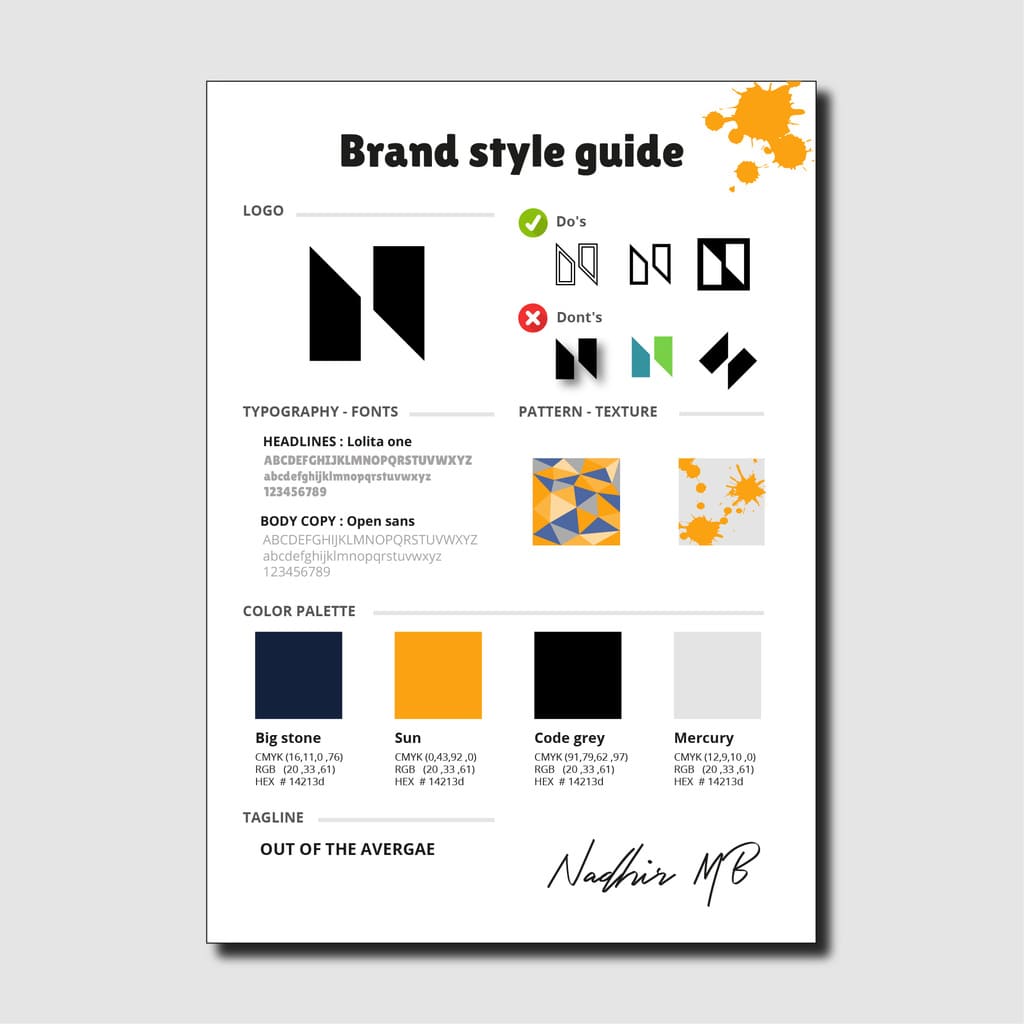 Brand style guide
LOGO
Do's
Dont's
TYPOGRAPHY - FONTS
HEADLINES : Lolita one
ABCDEFGHIJKLMNOPQRSTUVWXYZ
abcdefghijklmnopqrstuvwxyz
123456789
BODY COPY : Open sans
ABCDEFGHIJKLMNOPQRSTUVWXYZ
abcdefghijklmnopqrstuvwxyz
123456789
PATTERN - TEXTURE
COLOR PALETTE
Big stone
CMYK (16,11,0 ,76)
RGB (20 ,33 ,61)
HEX # 14213d
Sun
CMYK (0,43,92 ,0)
RGB (20 ,33 ,61)
HEX # 14213d
Code grey
CMYK (91,79,62 ,97)
RGB (20 ,33 ,61)
HEX # 14213d
Mercury
CMYK (12,9,10 ,0)
RGB (20 ,33 ,61)
HEX # 14213d
TAGLINE
OUT OF THE AVERGAE
Nadhir MB